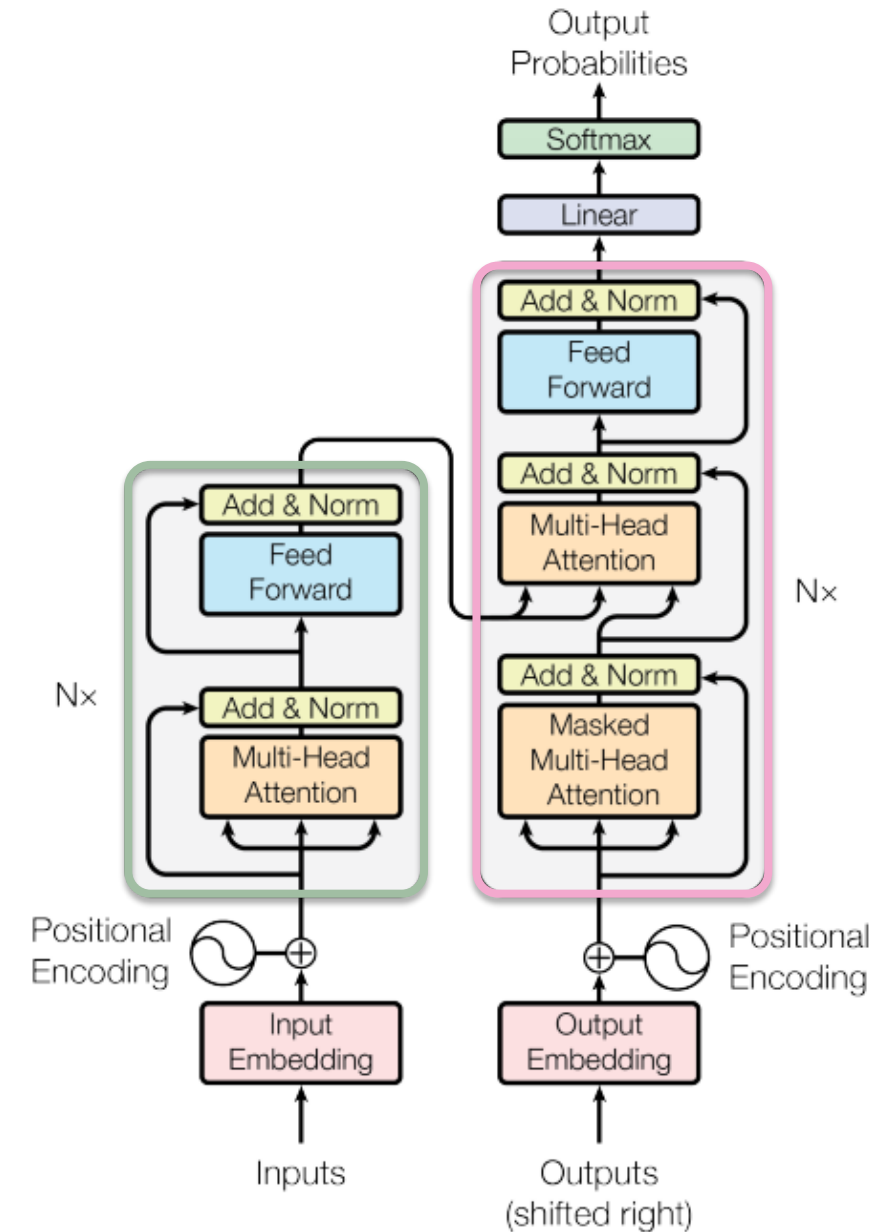 Output
Probabilities
Softmax
Linear
Add & Norm
Feed
Forward
Add & Norm
Multi-Head
Attention
Nx
Add & Norm
Masked
Multi-Head
Attention
Add & Norm
Feed
Forward
Nx
Add & Norm
Multi-Head
Attention
Positional
Encoding
Positional
Encoding
Input
Embedding
Output
Embedding
Inputs
Outputs
(shifted right)